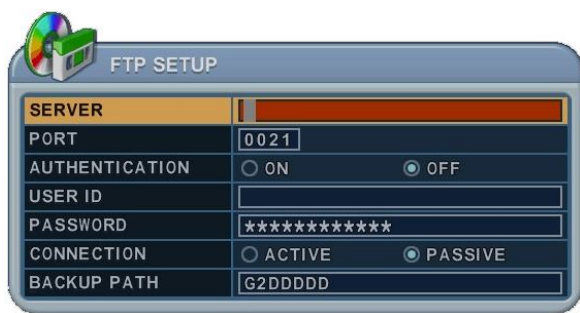 FTP SETUP
SERVER
PORT 0021
AUTHENTICATION ON OFF
USER ID
PASSWORD ************
CONNECTION ACTIVE PASSIVE
BACKUP PATH G2DDDDD